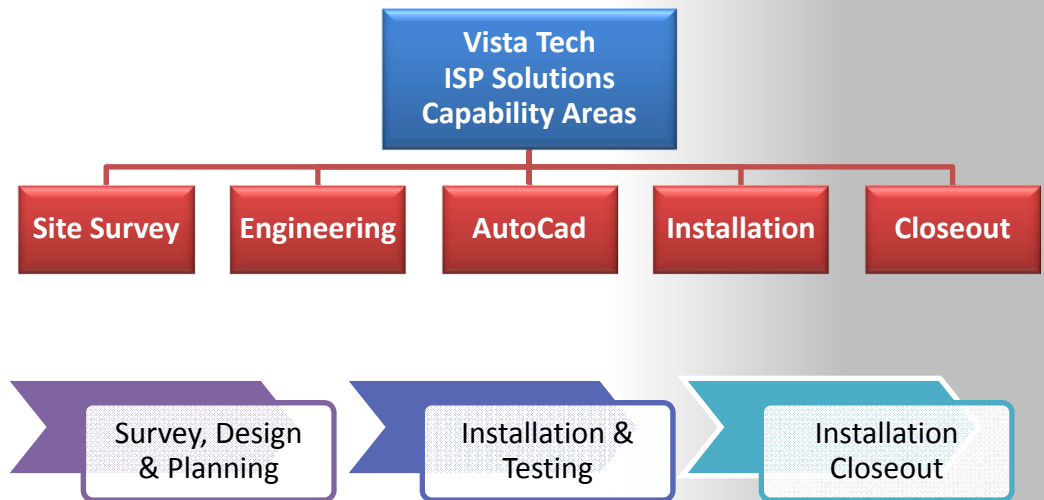 Vista Tech
ISP Solutions
Capability Areas
Site Survey
Engineering
AutoCad
Installation
Closeout
Survey, Design
& Planning
Installation &
Testing
Installation
Closeout